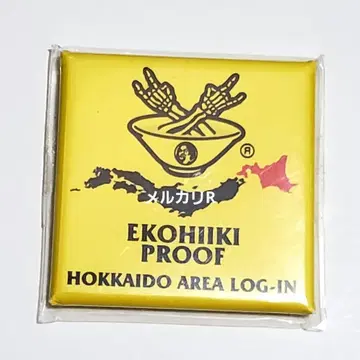 ®
メルカリR
EKOHIIKI
PROOF
HOKKAIDO AREA LOG-IN